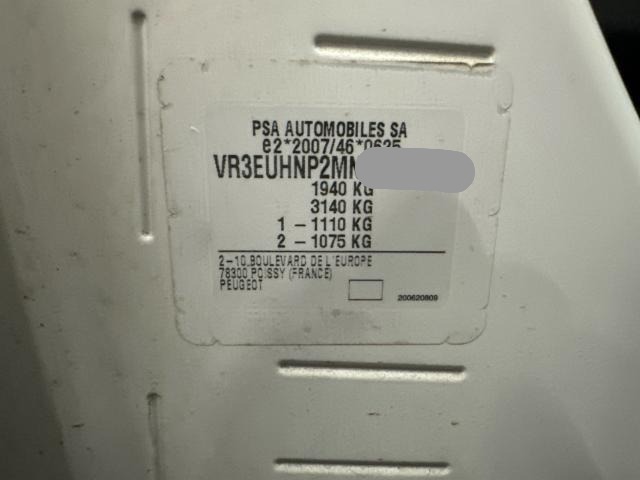 PSA AUTOMOBILES SA
e2*2007/46*0625
VR3EUHNP2M
1940 KG
3140 KG
1 – 1110 KG
2 – 1075 KG
2–10.BOULEVARD DE L'EUROPE
78300 POISSY (FRANCE)
PEUGEOT
200620809